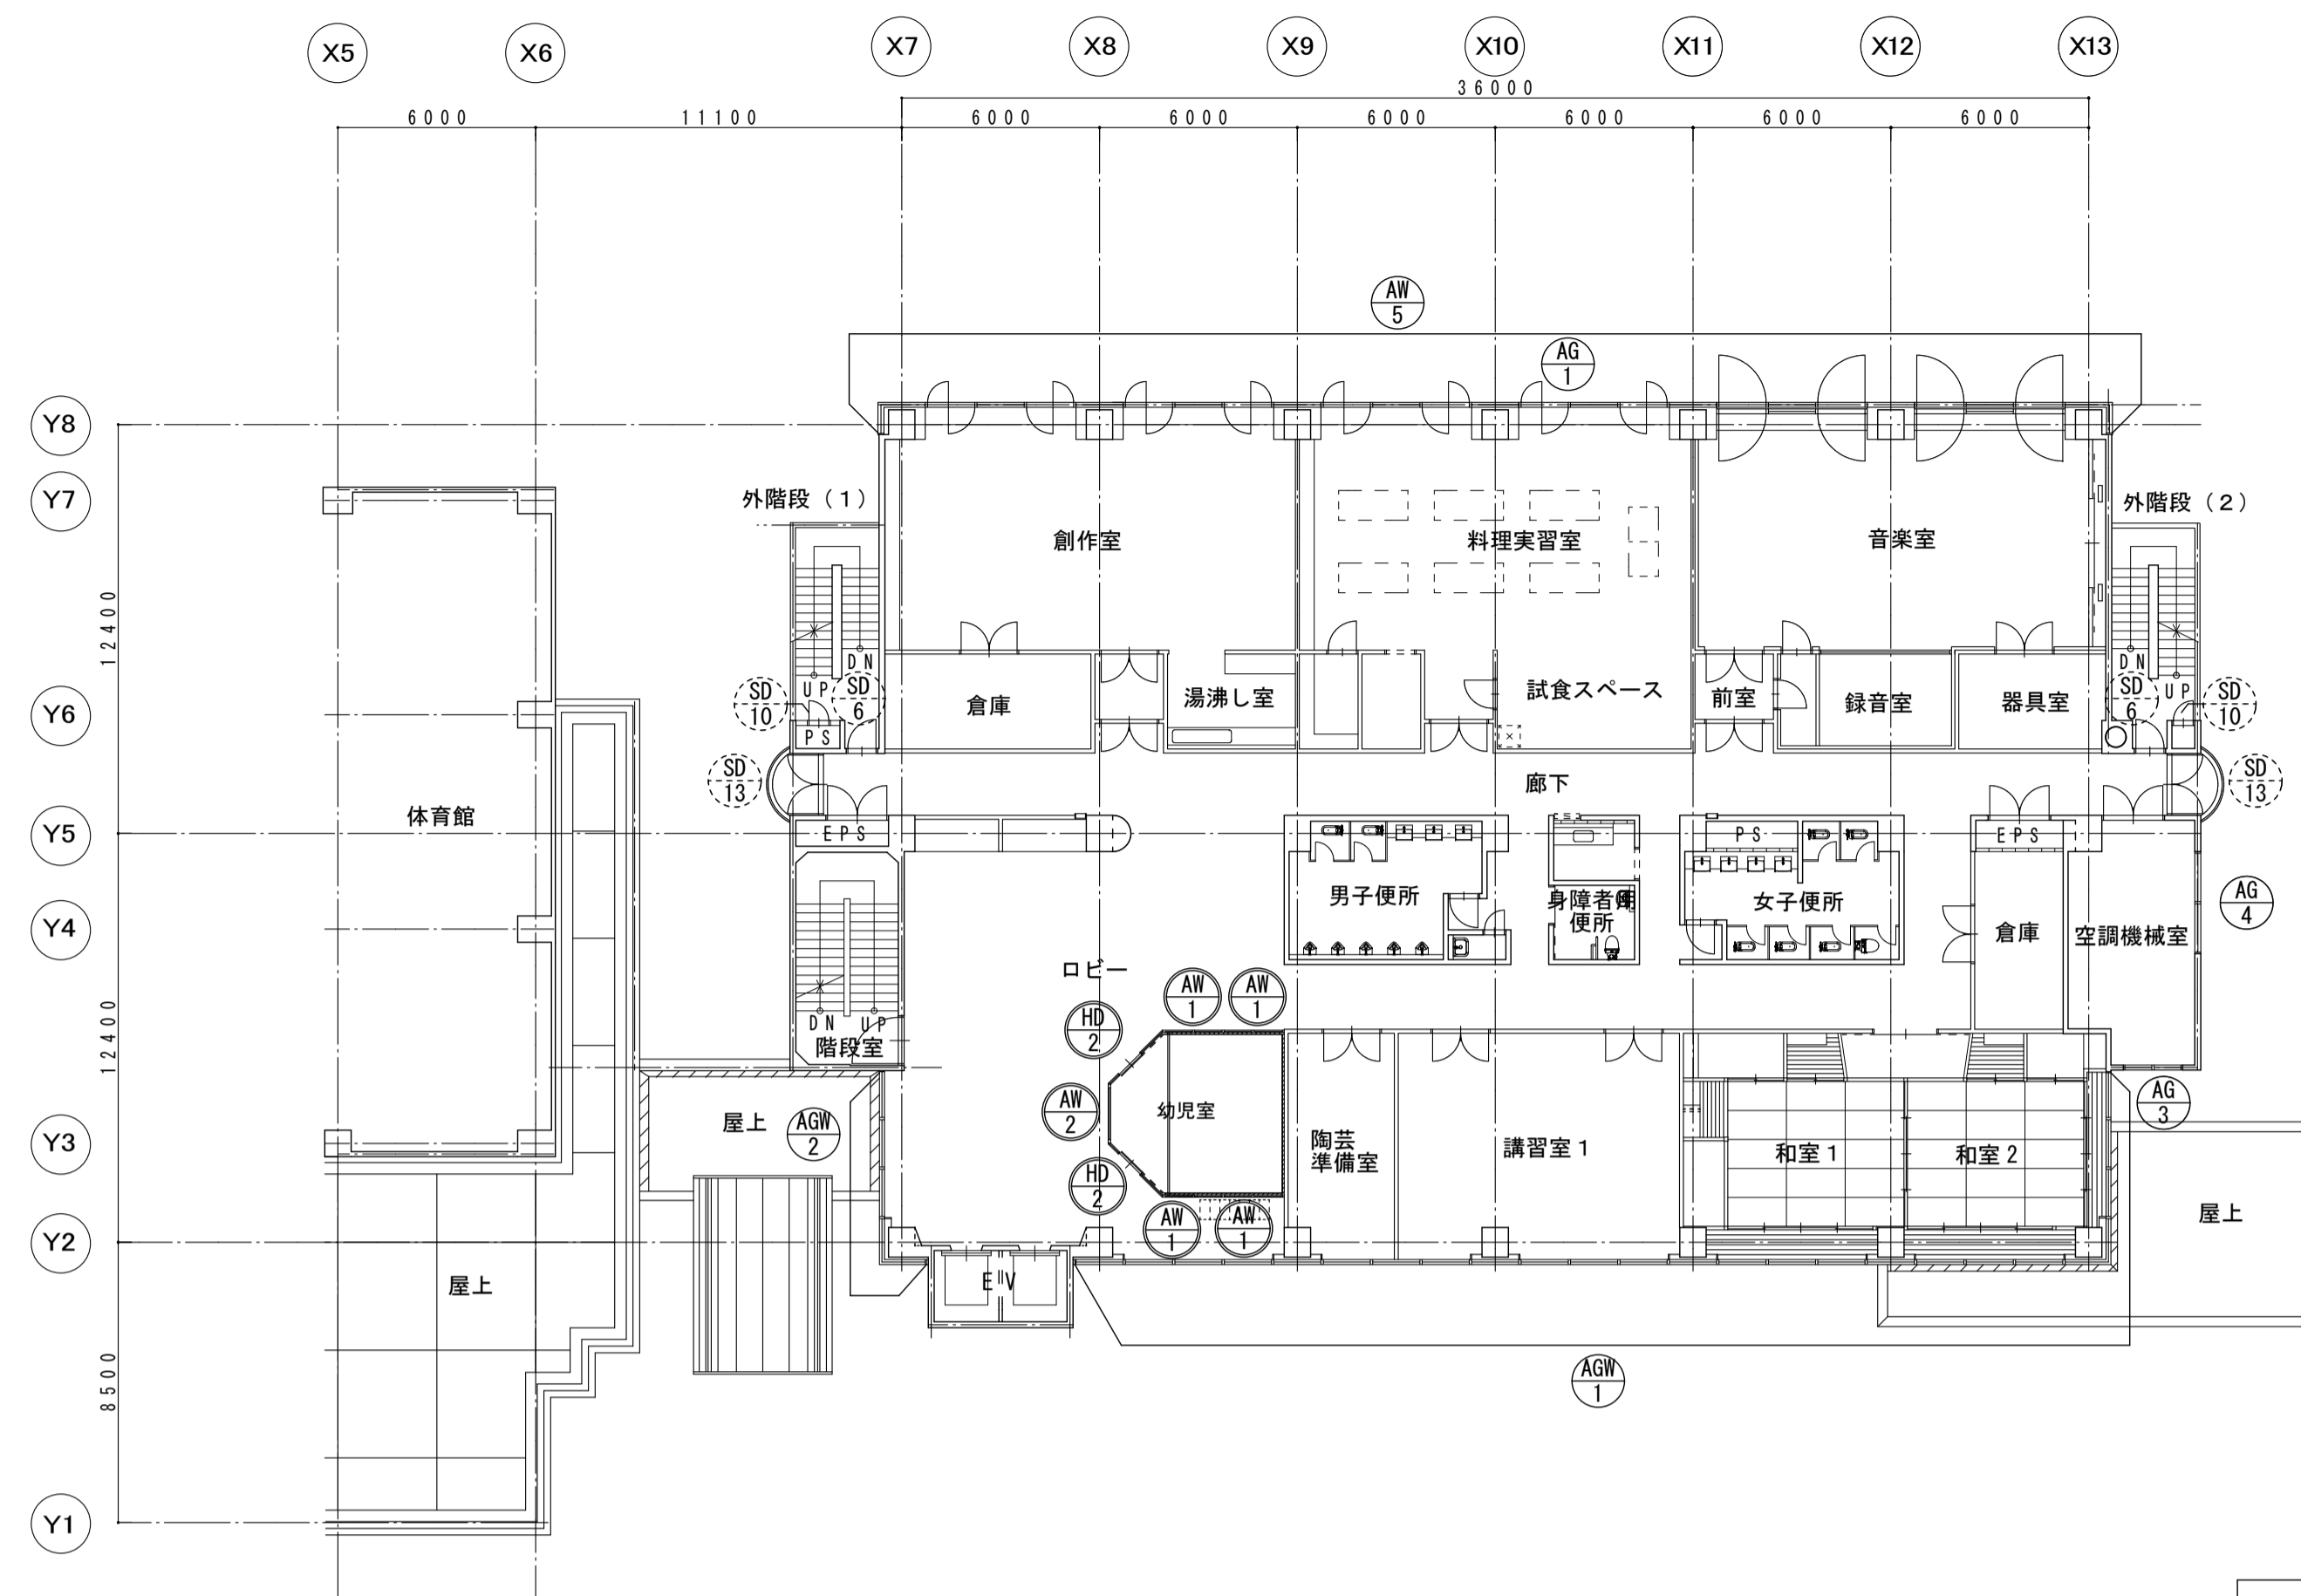 X5
X6
X7
X8
X9
X10
X11
X12
X13
36000
6000
11100
6000
6000
6000
6000
6000
6000
AW
5
AG
1
Y8
Y7
Y6
Y5
Y4
Y3
Y2
Y1
12400
12400
8500
外階段（1）
外階段（2）
創作室
料理実習室
音楽室
DN
UP
SD
10
SD
6
PS
SD
13
倉庫
湯沸し室
試食スペース
前室
録音室
器具室
DN
UP
SD
6
SD
10
SD
13
廊下
体育館
EPS
PS
EPS
男子便所
身障者用
便所
女子便所
倉庫
空調機械室
AG
4
ロビー
AW
1
AW
1
HD
2
DN
UP
階段室
AW
2
幼児室
HD
2
AW
1
AW
1
陶芸
準備室
講習室1
和室1
和室2
AG
3
屋上
AGW
2
屋上
屋上
EV
AGW
1